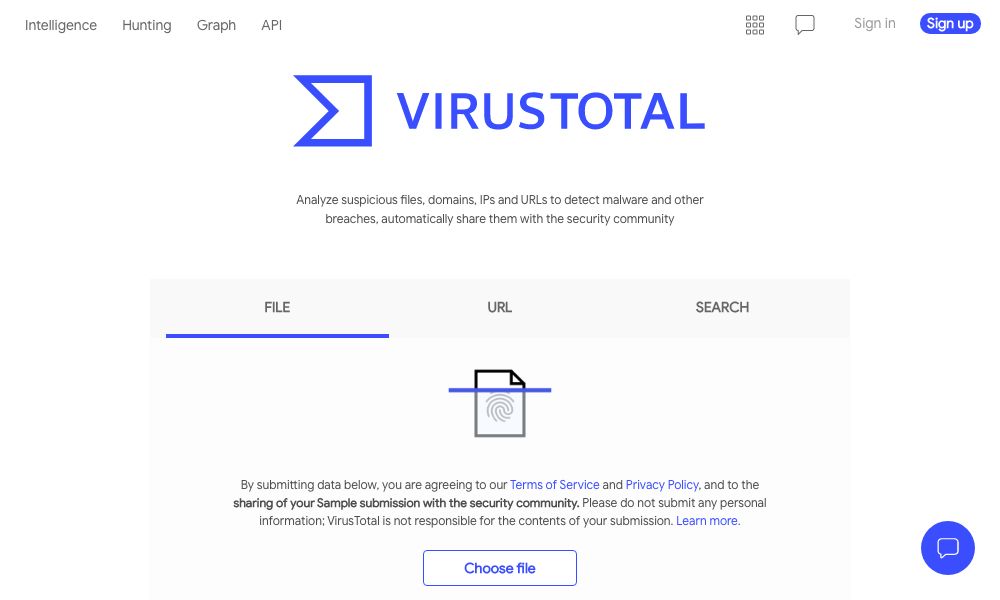 Intelligence Hunting Graph API Sign in Sign up
VIRUSTOTAL
Analyze suspicious files, domains, IPs and URLs to detect malware and other
breaches, automatically share them with the security community
FILE URL SEARCH
By submitting data below, you are agreeing to our Terms of Service and Privacy Policy, and to the
sharing of your Sample submission with the security community. Please do not submit any personal
information; VirusTotal is not responsible for the contents of your submission. Learn more.
Choose file